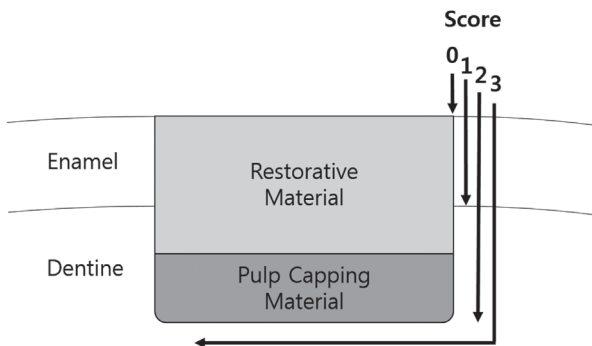 Score
0 1 2 3
Enamel
Restorative
Material
Dentine
Pulp Capping
Material